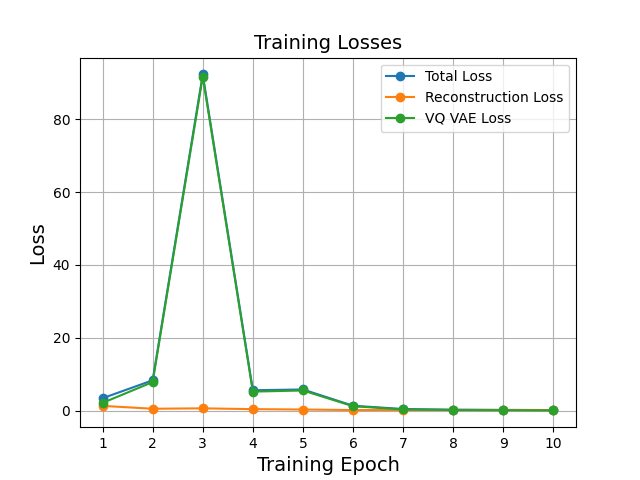 Training Losses
Total Loss
Reconstruction Loss
VQ VAE Loss
80
60
40
20
0
Loss
1 2 3 4 5 6 7 8 9 10
Training Epoch